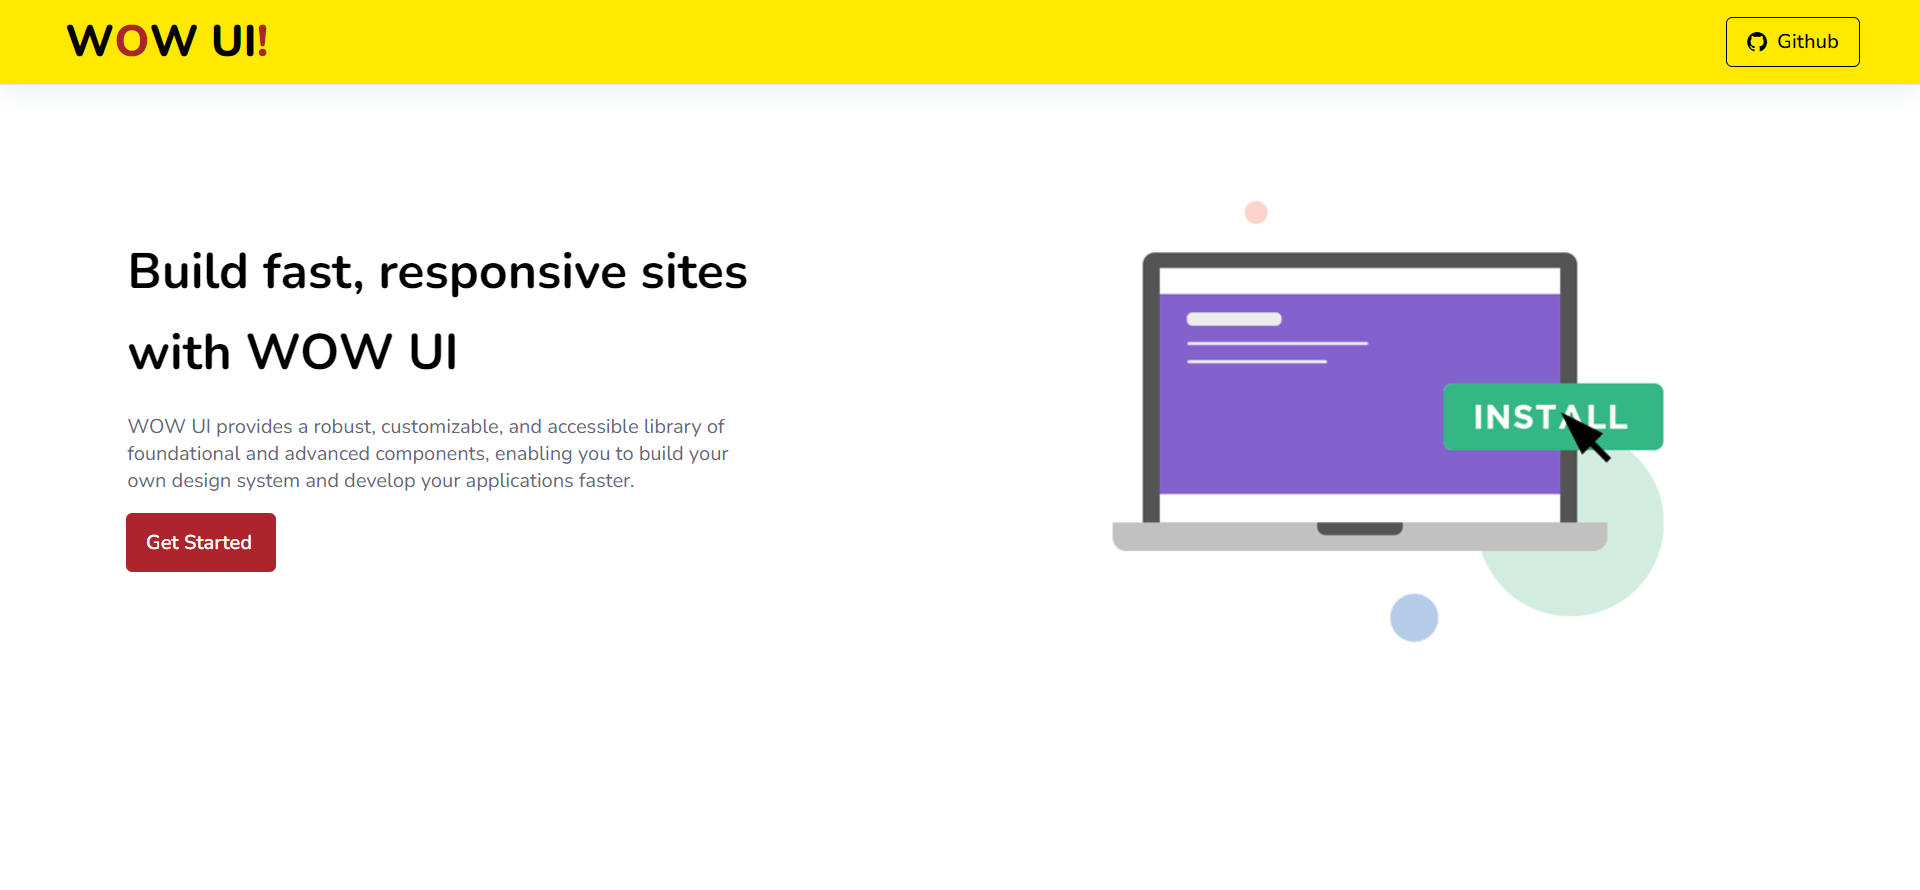 WOW UI!
Github
Build fast, responsive sites
with WOW UI
WOW UI provides a robust, customizable, and accessible library of
foundational and advanced components, enabling you to build your
own design system and develop your applications faster.
Get Started
INSTALL